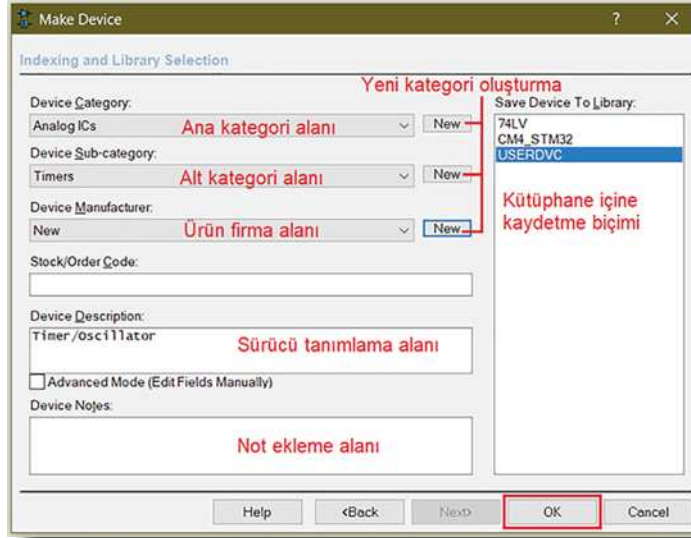 Make Device
?
X
Indexing and Library Selection
Yeni kategori oluşturma
Device Category:
Analog ICs
Ana kategori alanı
New
Device Sub-category:
Timers
Alt kategori alanı
New
Device Manufacturer:
New
Ürün firma alanı
New
Stock/Order Code:
Device Description:
Timer/Oscillator
Sürücü tanımlama alanı
Advanced Mode (Edit Fields Manually)
Device Notes:
Not ekleme alanı
Save Device To Library:
74LV
CM4_STM32
USERDVC
Kütüphane içine
kaydetme biçimi
Help
<Back
Next>
OK
Cancel